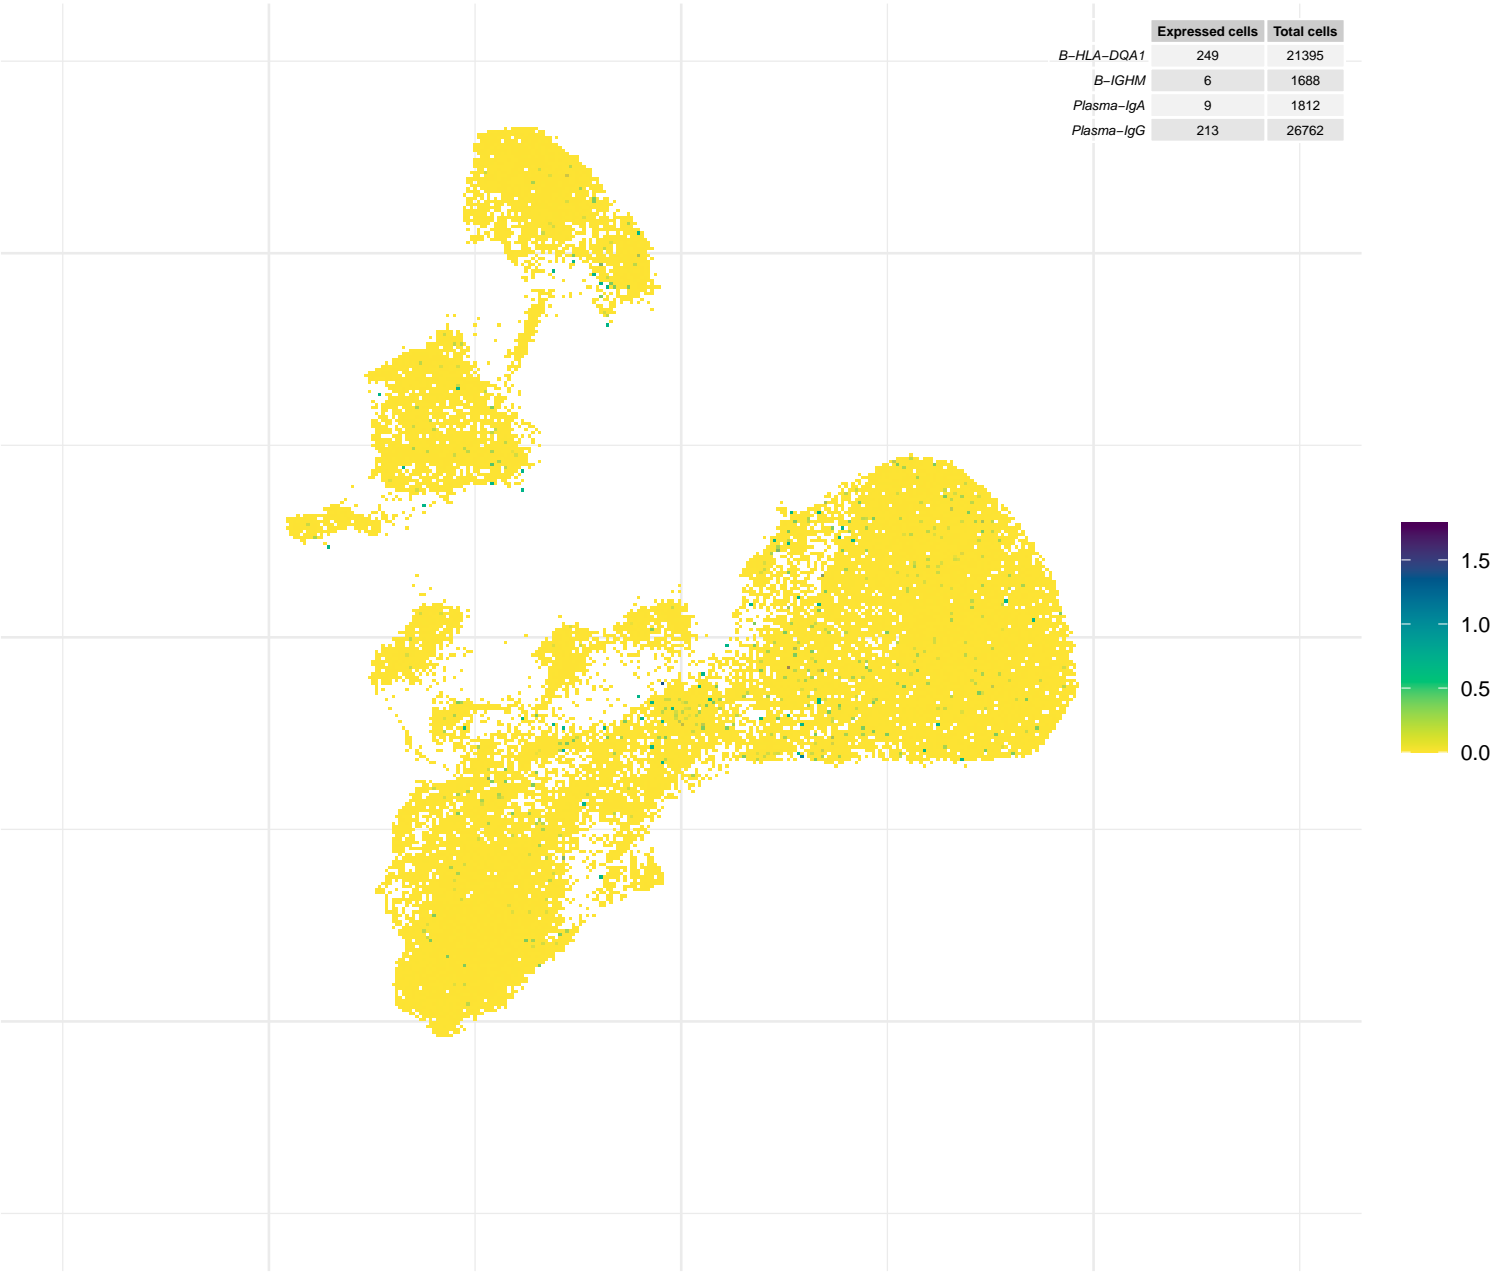 Expressed cells Total cells
B−HLA−DQA1 249 21395
B−IGHM 6 1688
Plasma−IgA 9 1812
Plasma−IgG 213 26762
1.5
1.0
0.5
0.0